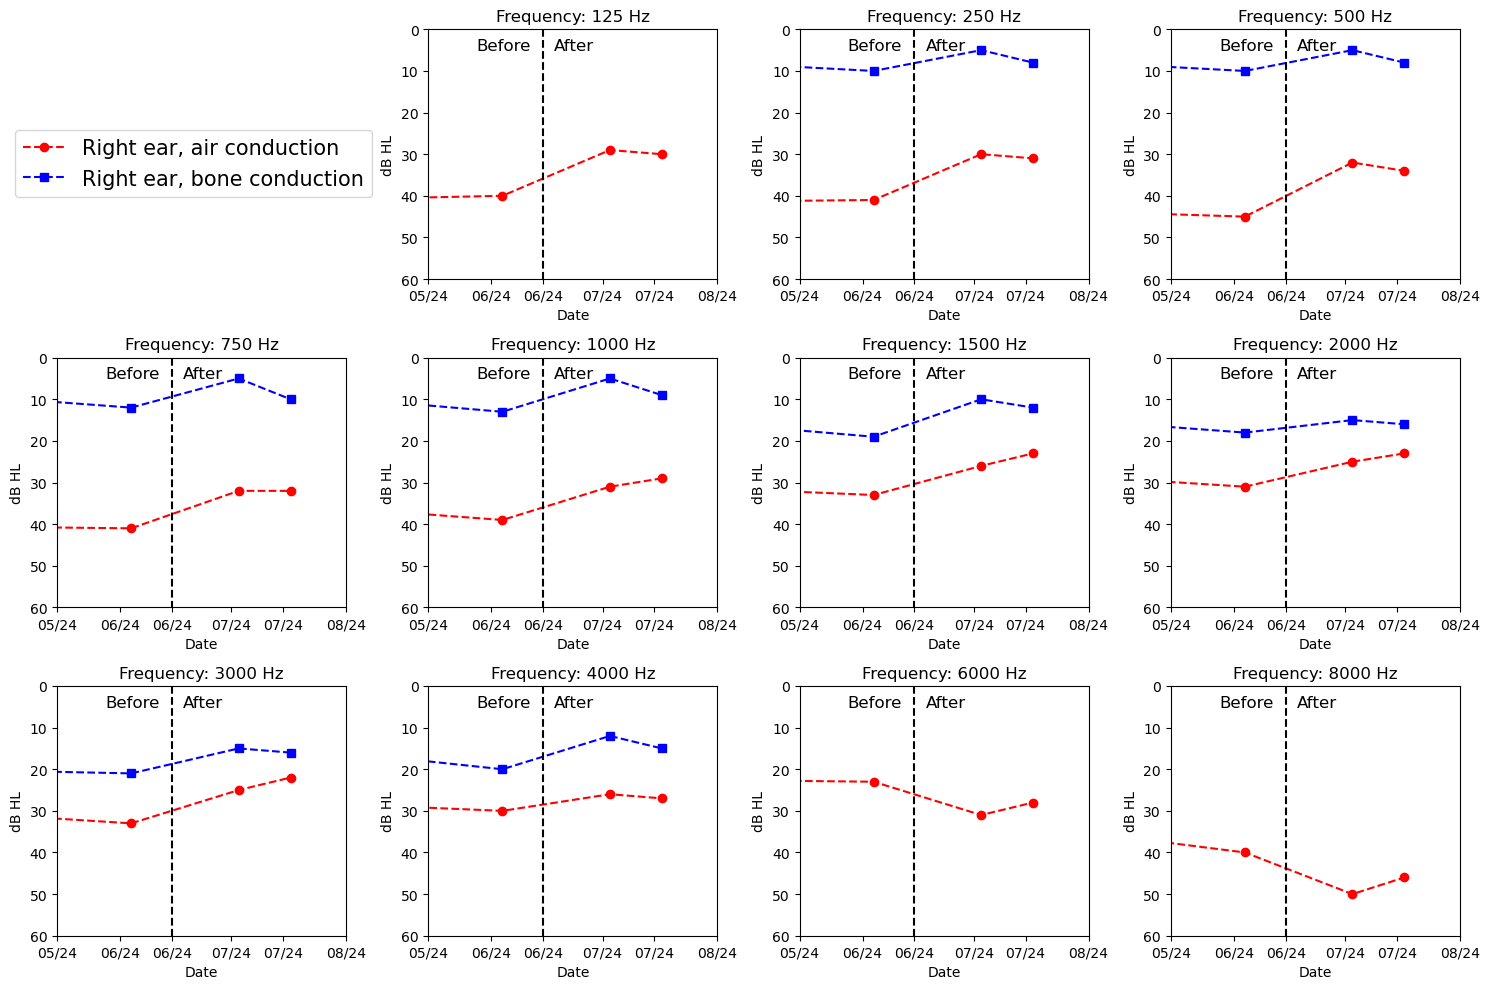 Right ear, air conduction
Right ear, bone conduction
Frequency: 125 Hz
Before After
0
10
20
30
40
50
60
dB HL
05/24 06/24 06/24 07/24 07/24 08/24
Date
Frequency: 250 Hz
Before After
0
10
20
30
40
50
60
dB HL
05/24 06/24 06/24 07/24 07/24 08/24
Date
Frequency: 500 Hz
Before After
0
10
20
30
40
50
60
dB HL
05/24 06/24 06/24 07/24 07/24 08/24
Date
Frequency: 750 Hz
Before After
0
10
20
30
40
50
60
dB HL
05/24 06/24 06/24 07/24 07/24 08/24
Date
Frequency: 1000 Hz
Before After
0
10
20
30
40
50
60
dB HL
05/24 06/24 06/24 07/24 07/24 08/24
Date
Frequency: 1500 Hz
Before After
0
10
20
30
40
50
60
dB HL
05/24 06/24 06/24 07/24 07/24 08/24
Date
Frequency: 2000 Hz
Before After
0
10
20
30
40
50
60
dB HL
05/24 06/24 06/24 07/24 07/24 08/24
Date
Frequency: 3000 Hz
Before After
0
10
20
30
40
50
60
dB HL
05/24 06/24 06/24 07/24 07/24 08/24
Date
Frequency: 4000 Hz
Before After
0
10
20
30
40
50
60
dB HL
05/24 06/24 06/24 07/24 07/24 08/24
Date
Frequency: 6000 Hz
Before After
0
10
20
30
40
50
60
dB HL
05/24 06/24 06/24 07/24 07/24 08/24
Date
Frequency: 8000 Hz
Before After
0
10
20
30
40
50
60
dB HL
05/24 06/24 06/24 07/24 07/24 08/24
Date